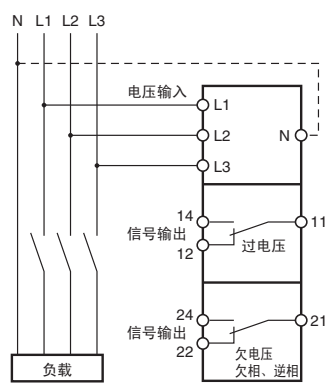 N L1 L2 L3
电压输入
L1
L2
N
L3
14
11
信号输出
12
过电压
24
21
信号输出
22
欠电压
欠相、逆相
负载